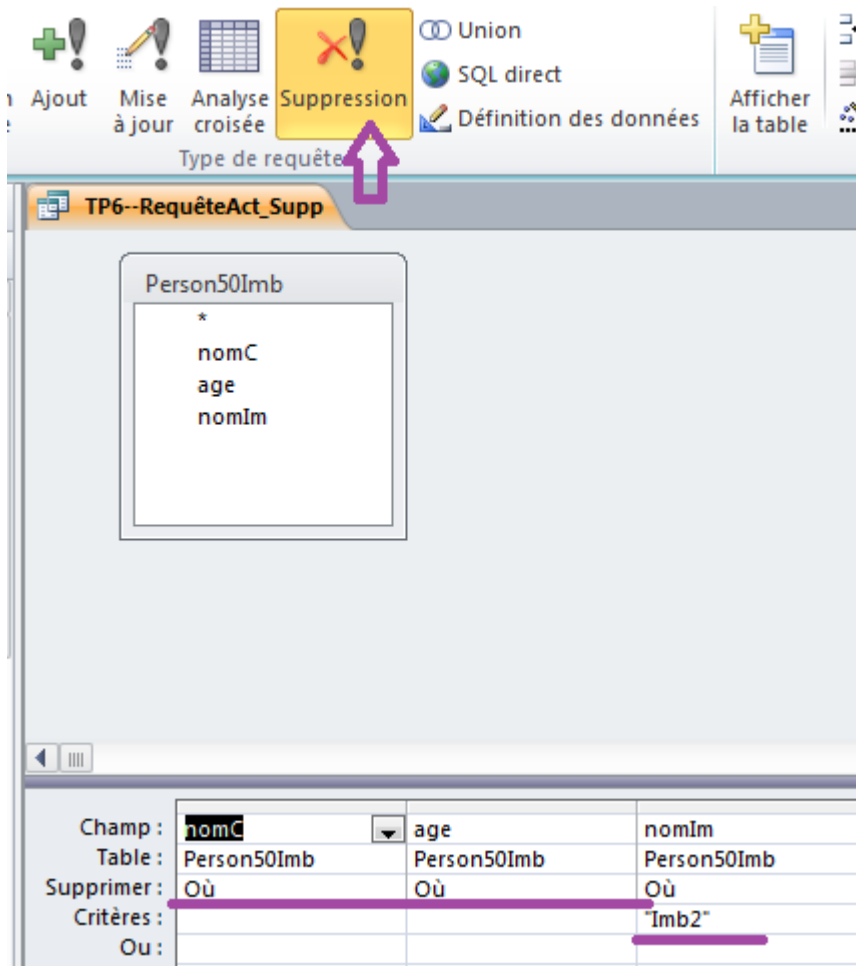 Ajout
Mise à jour
Analyse croisée
Suppression
Union
SQL direct
Définition des données
Afficher la table
Type de requête
TP6--RequêteAct_Supp
Person50Imb
*
nomC
age
nomIm
Champ : nomC age nomIm
Table : Person50Imb Person50Imb Person50Imb
Supprimer : Où Où Où
Critères : "Imb2"
Ou :